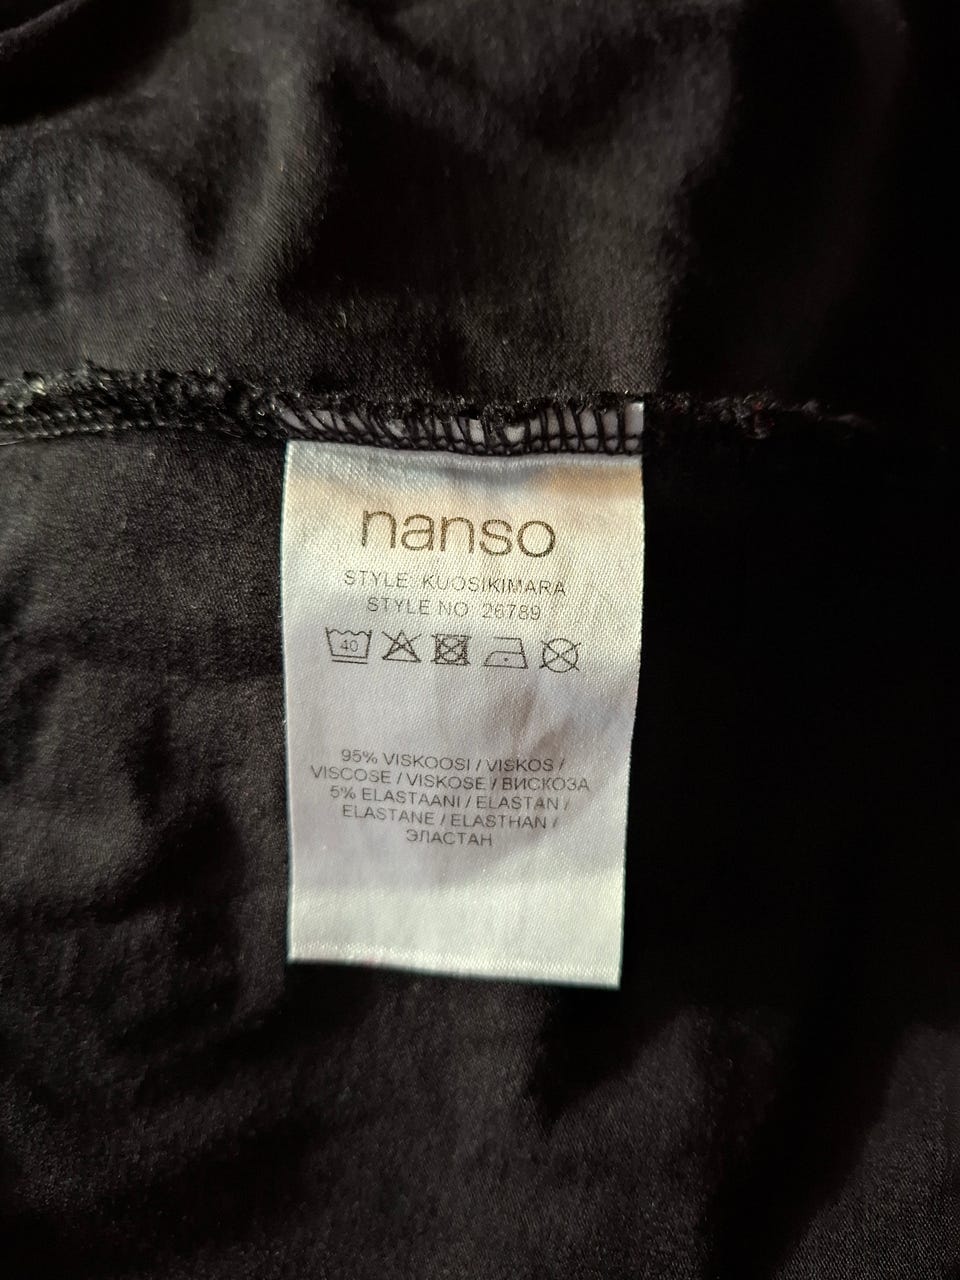 nanso
STYLE: KUOSIKIMARA
STYLE NO 26789
40
95% VISKOOSI / VISKOS /
VISCOSE / VISKOSE / ВИСКОЗА
5% ELASTAANI / ELASTAN /
ELASTANE / ELASTHAN /
ЭЛАСТАН